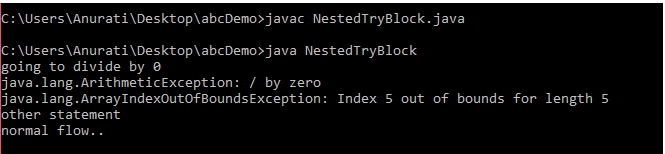 C:\Users\Anurati\Desktop\abcDemo>javac NestedTryBlock.java
C:\Users\Anurati\Desktop\abcDemo>java NestedTryBlock
going to divide by 0
java.lang.ArithmeticException: / by zero
java.lang.ArrayIndexOutOfBoundsException: Index 5 out of bounds for length 5
other statement
normal flow..